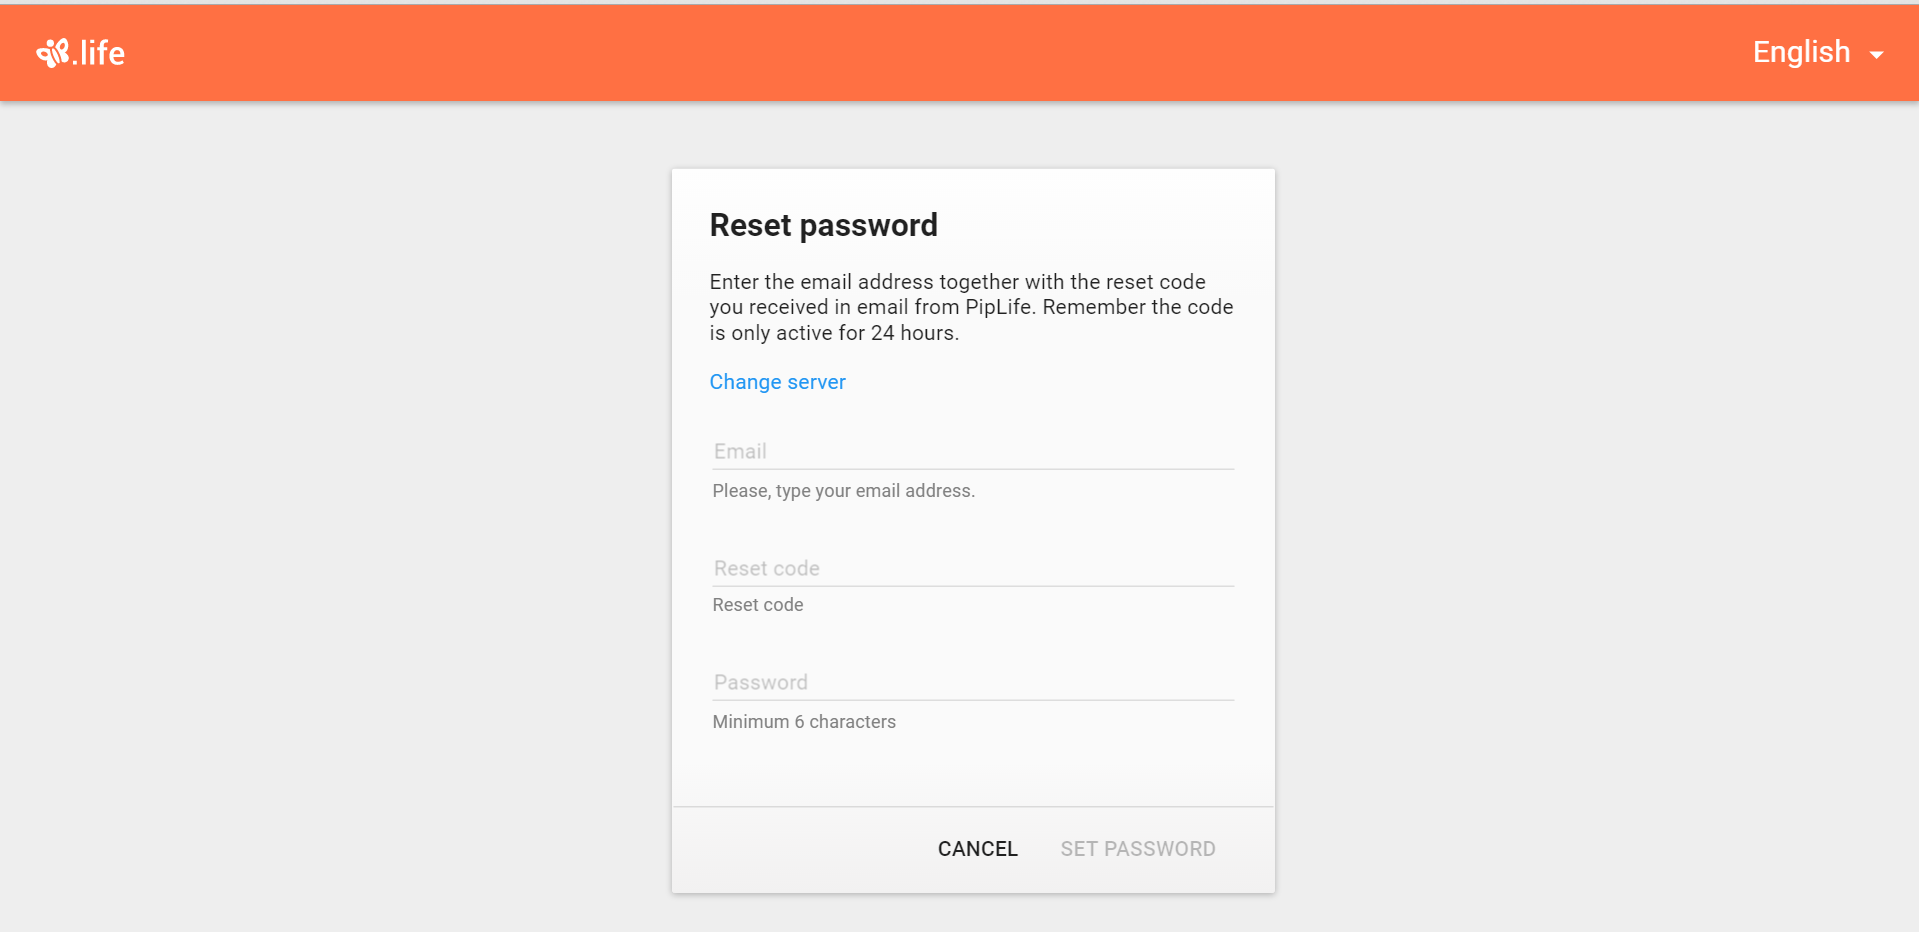 .life
English
Reset password
Enter the email address together with the reset code
you received in email from PipLife. Remember the code
is only active for 24 hours.
Change server
Email
Please, type your email address.
Reset code
Reset code
Password
Minimum 6 characters
CANCEL SET PASSWORD